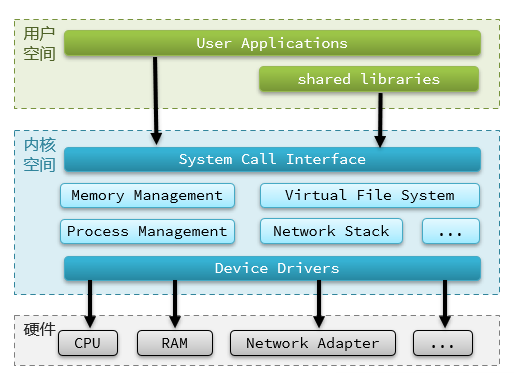 用户
空间
User Applications
shared libraries
内核
空间
System Call Interface
Memory Management
Virtual File System
Process Management
Network Stack
...
Device Drivers
硬件
CPU
RAM
Network Adapter
...